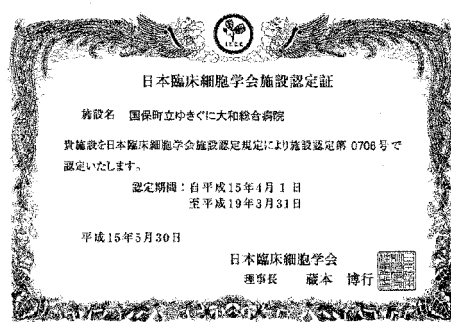 日本臨床細胞学会施設認定証
施設名 国保町立ゆきぐに大和総合病院
貴施設を日本臨床細胞学会施設認定規定により施設認定第 0706 号で
認定いたします。
認定期間：自平成15年4月1日
至平成19年3月31日
平成15年5月30日
日本臨床細胞学会
理事長 蔵本 博行